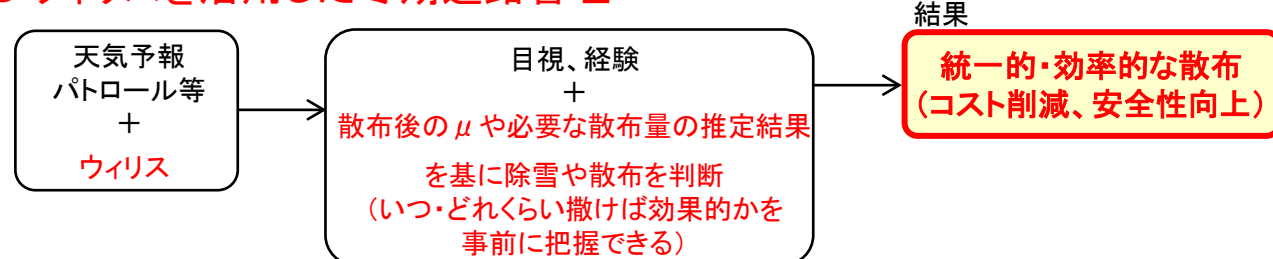 結果
天気予報
パトロール等
＋
ウィリス
目視、経験
＋
散布後のμや必要な散布量の推定結果
を基に除雪や散布を判断
（いつ・どれくらい撒けば効果的かを
事前に把握できる）
統一的・効率的な散布
（コスト削減、安全性向上）